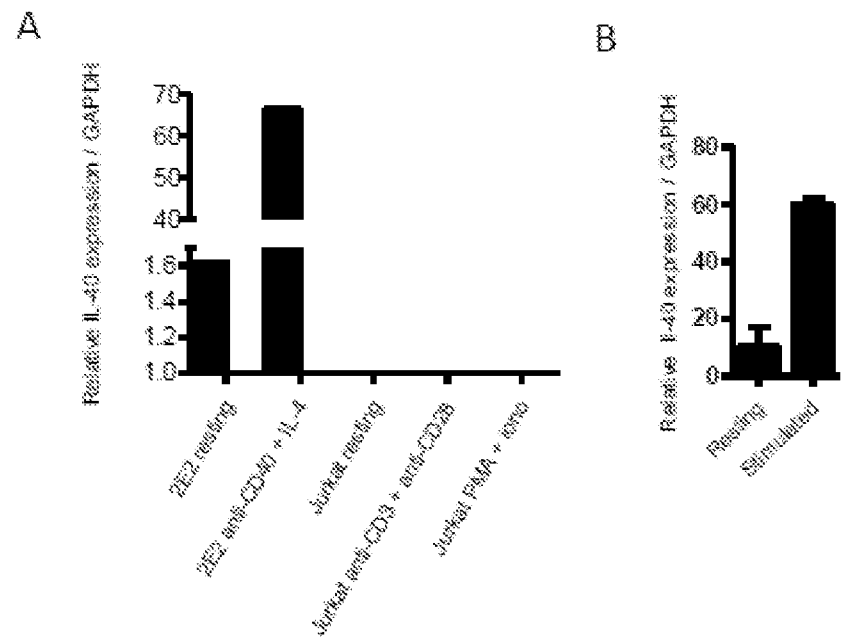 A
Relative IL-40 expression / GAPDH
70
60
50
40
1.6
1.4
1.2
1.0
2E2 resting
2E2 anti-CD40 + IL-4
Jurkat resting
Jurkat anti-CD3 + anti-CD28
Jurkat PMA + iono
B
Relative Il-40 expression / GAPDH
80
60
40
20
0
Resting
Stimulated